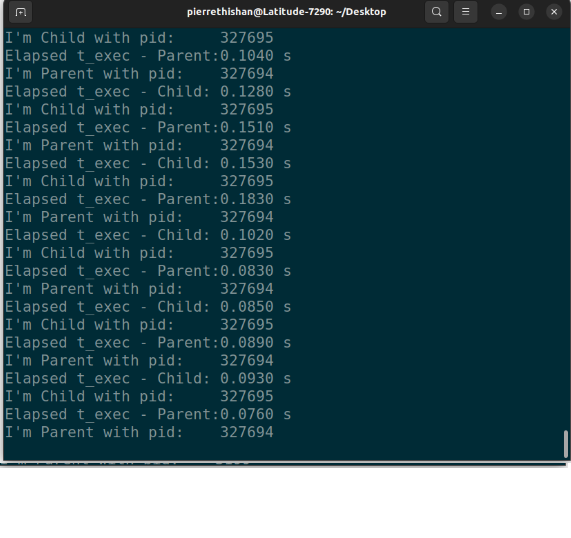 pierrethishan@Latitude-7290: ~/Desktop
I'm Child with pid:     327695
Elapsed t_exec - Parent:0.1040 s
I'm Parent with pid:    327694
Elapsed t_exec - Child: 0.1280 s
I'm Child with pid:     327695
Elapsed t_exec - Parent:0.1510 s
I'm Parent with pid:    327694
Elapsed t_exec - Child: 0.1530 s
I'm Child with pid:     327695
Elapsed t_exec - Parent:0.1830 s
I'm Parent with pid:    327694
Elapsed t_exec - Child: 0.1020 s
I'm Child with pid:     327695
Elapsed t_exec - Parent:0.0830 s
I'm Parent with pid:    327694
Elapsed t_exec - Child: 0.0850 s
I'm Child with pid:     327695
Elapsed t_exec - Parent:0.0890 s
I'm Parent with pid:    327694
Elapsed t_exec - Child: 0.0930 s
I'm Child with pid:     327695
Elapsed t_exec - Parent:0.0760 s
I'm Parent with pid:    327694